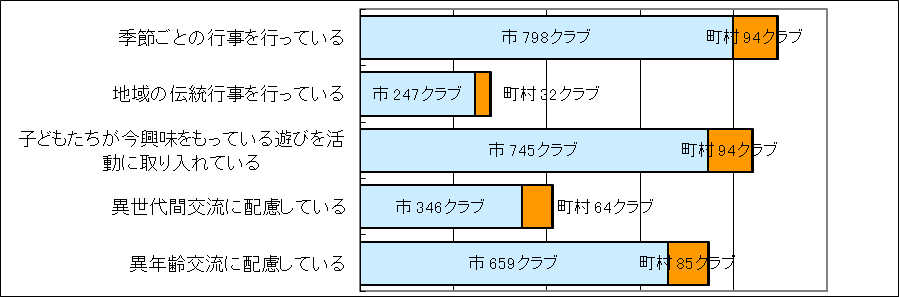 季節ごとの行事を行っている
市 798クラブ
町村 94クラブ
地域の伝統行事を行っている
市 247クラブ
町村 32クラブ
子どもたちが今興味をもっている遊びを活
動に取り入れている
市 745クラブ
町村 94クラブ
異世代間交流に配慮している
市 346クラブ
町村 64クラブ
異年齢交流に配慮している
市 659クラブ
町村 85クラブ